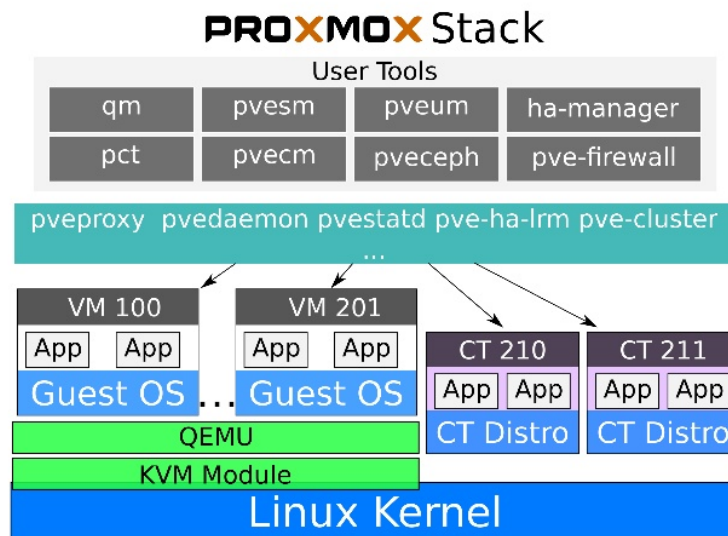 PROXMOX Stack
User Tools
qm pvesm pveum ha-manager
pct pvecm pveceph pve-firewall
pveproxy pvedaemon pvestatd pve-ha-lrm pve-cluster
...
VM 100 VM 201
App App App App CT 210 CT 211
Guest OS ... Guest OS App App App App
QEMU CT Distro CT Distro
KVM Module
Linux Kernel